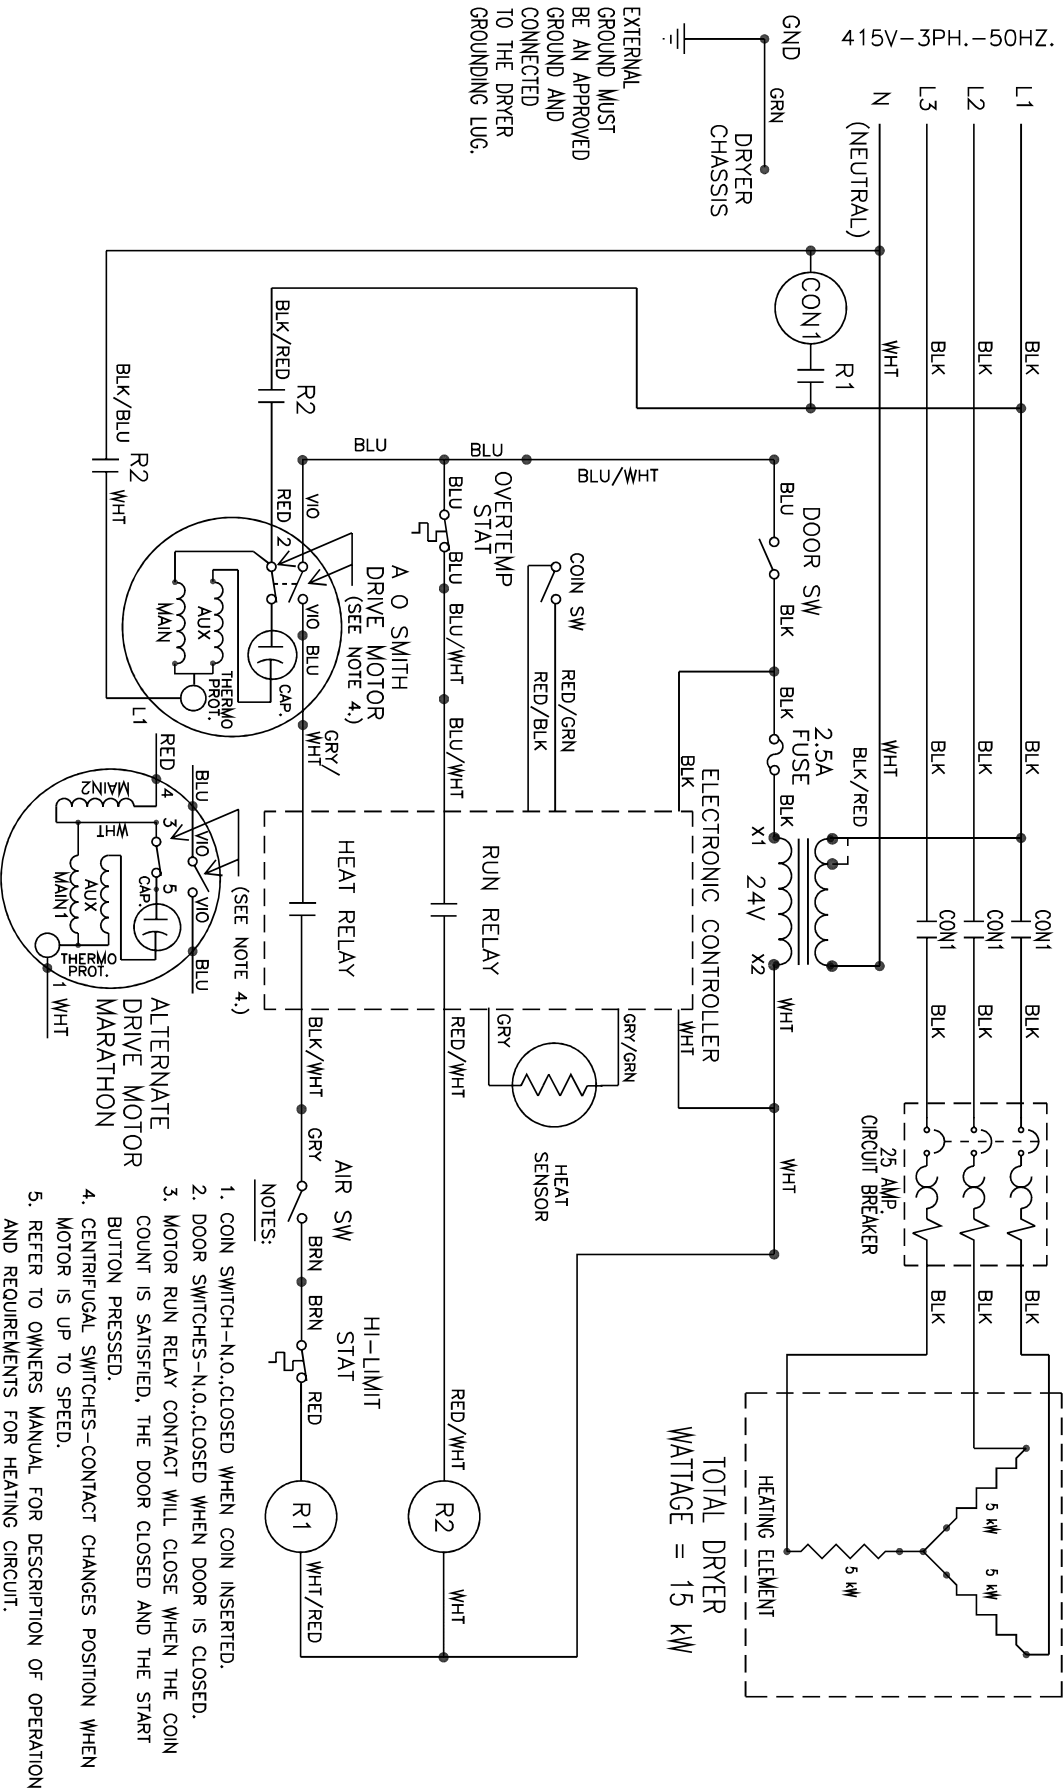 415V-3PH.-50HZ.
L1
L2
L3
N
(NEUTRAL)
GND
GRN
DRYER
CHASSIS
EXTERNAL
GROUND MUST
BE AN APPROVED
GROUND AND
CONNECTED
TO THE DRYER
GROUNDING LUG.
BLK
BLK
BLK
WHT
CON1
R1
BLK/RED
R2
BLK/BLU
R2
WHT
BLU
BLU
BLU/WHT
BLU
DOOR SW
BLK
BLK
2.5A
FUSE
BLK
BLK/RED
WHT
BLK
BLK
BLK
X1
24V
X2
WHT
CON1
CON1
CON1
BLK
BLK
BLK
25 AMP.
CIRCUIT BREAKER
BLK
BLK
BLK
5 kW
5 kW
5 kW
HEATING ELEMENT
TOTAL DRYER
WATTAGE = 15 kW
BLK
ELECTRONIC CONTROLLER
WHT
WHT
COIN SW
RED/GRN
RED/BLK
GRY/GRN
GRY
HEAT
SENSOR
OVERTEMP
STAT
BLU
BLU
BLU/WHT
BLU/WHT
RUN RELAY
RED/WHT
RED/WHT
R2
WHT
VIO
RED
2
VIO
BLU
A O SMITH
DRIVE MOTOR
(SEE NOTE 4.)
MAIN
AUX
CAP.
THERMO
PROT.
L1
GRY/
WHT
HEAT RELAY
BLK/WHT
GRY
AIR SW
BRN
BRN
HI-LIMIT
STAT
RED
R1
WHT/RED
RED
4
BLU
VIO
VIO
BLU
(SEE NOTE 4.)
MAIN2
WHT
3
5
CAP.
MAIN1
AUX
THERMO
PROT.
1
WHT
ALTERNATE
DRIVE MOTOR
MARATHON
NOTES:
1. COIN SWITCH-N.O.,CLOSED WHEN COIN INSERTED.
2. DOOR SWITCHES-N.O.,CLOSED WHEN DOOR IS CLOSED.
3. MOTOR RUN RELAY CONTACT WILL CLOSE WHEN THE COIN
COUNT IS SATISFIED, THE DOOR CLOSED AND THE START
BUTTON PRESSED.
4. CENTRIFUGAL SWITCHES-CONTACT CHANGES POSITION WHEN
MOTOR IS UP TO SPEED.
5. REFER TO OWNERS MANUAL FOR DESCRIPTION OF OPERATION
AND REQUIREMENTS FOR HEATING CIRCUIT.